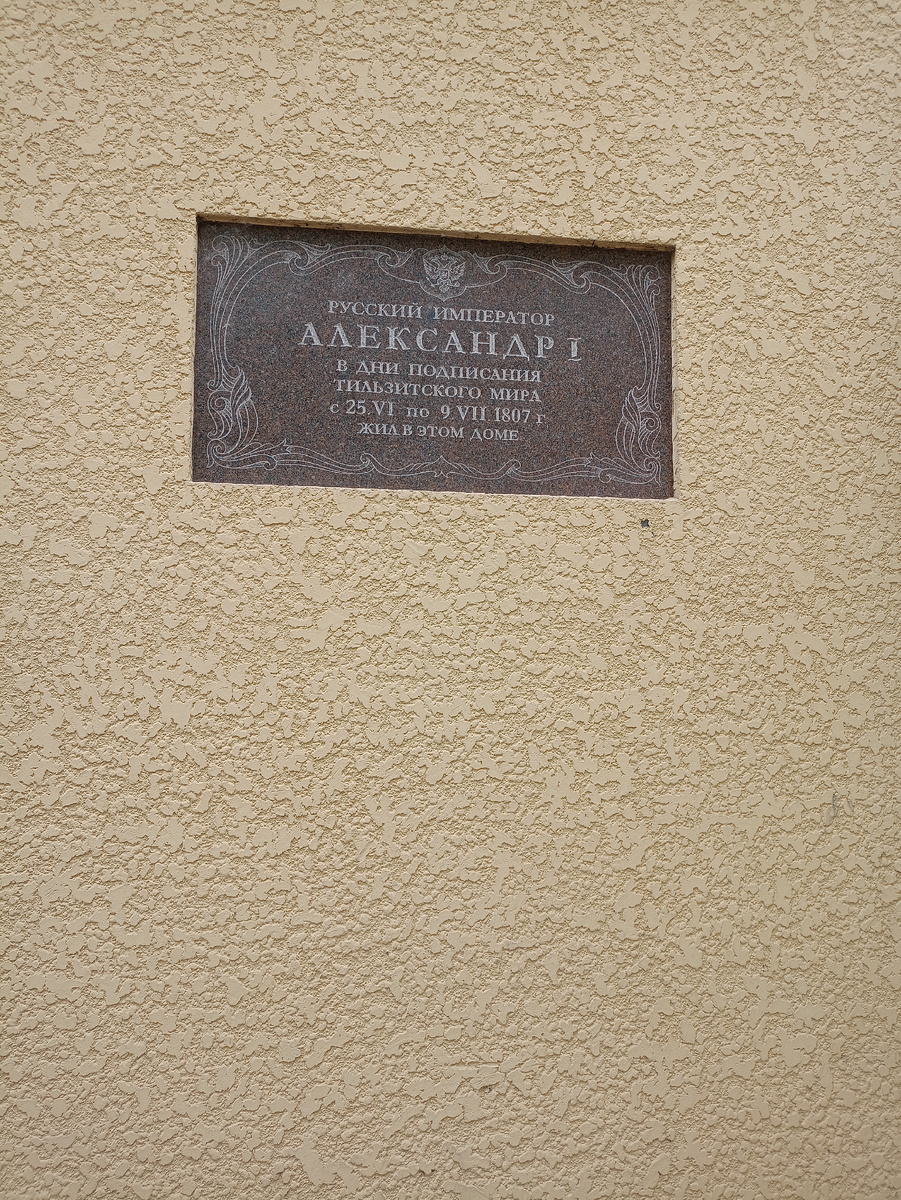 РУССКИЙ ИМПЕРАТОР
АЛЕКСАНДР I
В ДНИ ПОДПИСАНИЯ
ТИЛЬЗИТСКОГО МИРА
с 25 VI по 9 VII 1807 г
ЖИЛ В ЭТОМ ДОМЕ